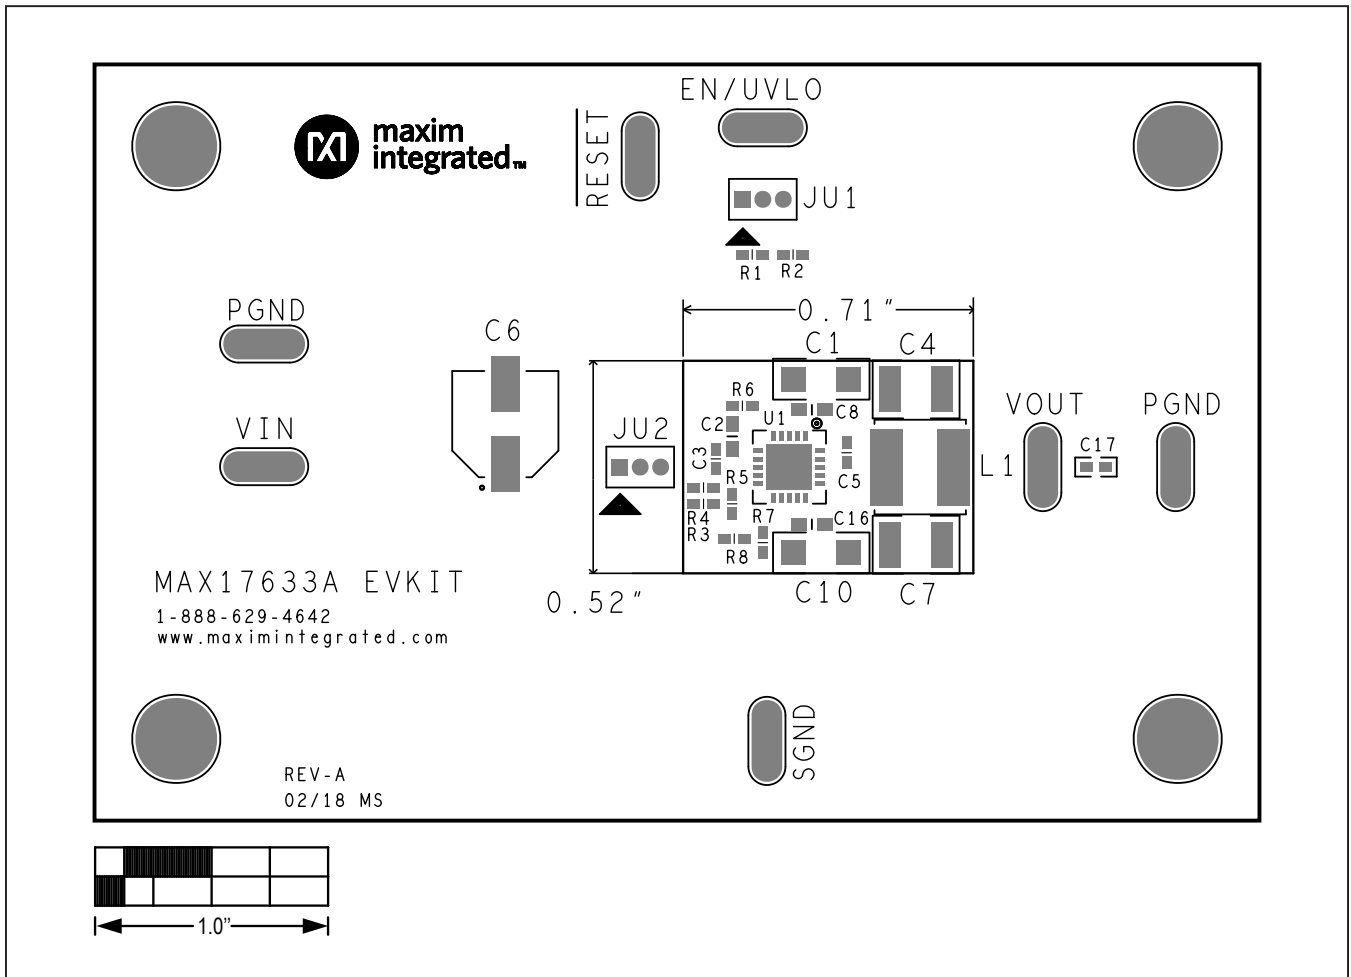 EN/UVLO
maxim
integrated™
RESET
JU1
R1 R2
PGND
0.71"
C6
C1 C4
R6
C8
U1
C2
VOUT PGND
VIN
JU2
C3
C17
L1
R5
C5
R4
R7
C16
R3
R8
MAX17633A EVKIT
C10 C7
0.52"
1-888-629-4642
www.maximintegrated.com
SGND
REV-A
02/18 MS
1.0"